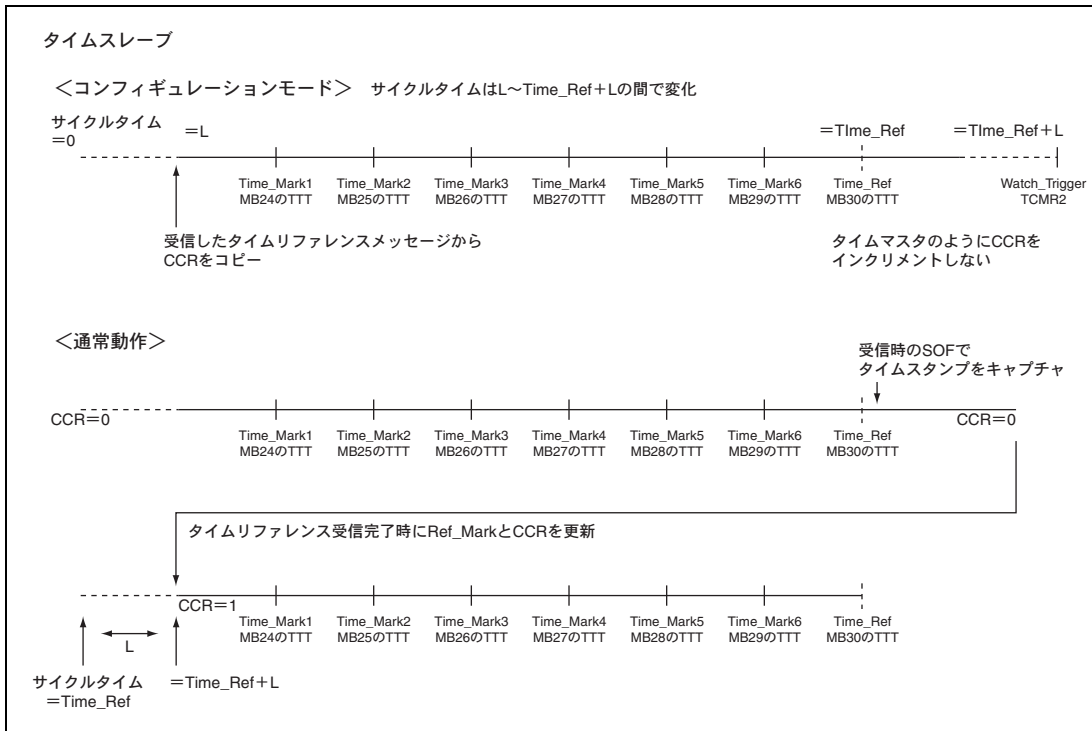 タイムスレーブ
＜コンフィギュレーションモード＞ サイクルタイムはL～Time_Ref＋Lの間で変化
サイクルタイム
＝0
＝L
＝TIme_Ref
＝TIme_Ref＋L
Time_Mark1
MB24のTTT
Time_Mark2
MB25のTTT
Time_Mark3
MB26のTTT
Time_Mark4
MB27のTTT
Time_Mark5
MB28のTTT
Time_Mark6
MB29のTTT
Time_Ref
MB30のTTT
Watch_Trigger
TCMR2
受信したタイムリファレンスメッセージから
CCRをコピー
タイムマスタのようにCCRを
インクリメントしない
＜通常動作＞
受信時のSOFで
タイムスタンプをキャプチャ
CCR＝0
CCR＝0
Time_Mark1
MB24のTTT
Time_Mark2
MB25のTTT
Time_Mark3
MB26のTTT
Time_Mark4
MB27のTTT
Time_Mark5
MB28のTTT
Time_Mark6
MB29のTTT
Time_Ref
MB30のTTT
タイムリファレンス受信完了時にRef_MarkとCCRを更新
CCR＝1
Time_Mark1
MB24のTTT
Time_Mark2
MB25のTTT
Time_Mark3
MB26のTTT
Time_Mark4
MB27のTTT
Time_Mark5
MB28のTTT
Time_Mark6
MB29のTTT
Time_Ref
MB30のTTT
L
サイクルタイム
＝Time_Ref
＝Time_Ref＋L